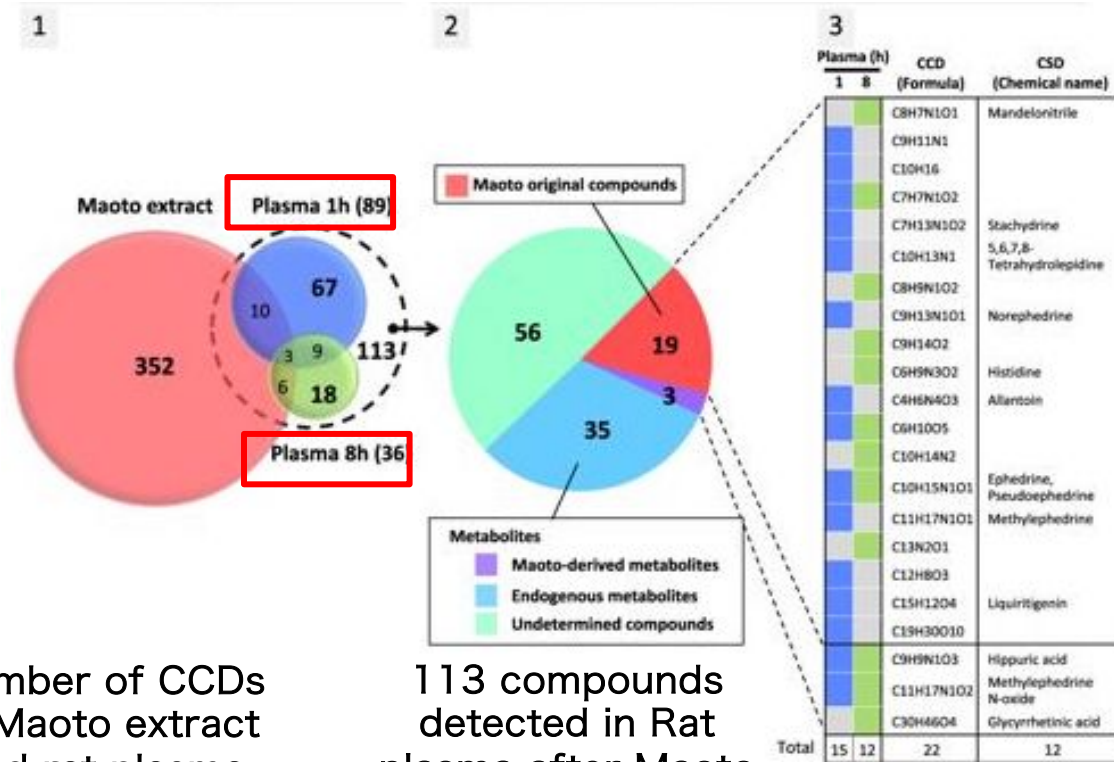 1
2
3
Maoto extract
Plasma 1h (89)
67
10
352
3
9
113
6
18
Plasma 8h (36)
Maoto original compounds
56
19
3
35
Metabolites
Maoto-derived metabolites
Endogenous metabolites
Undetermined compounds
Plasma (h)
1 8
CCD
(Formula)
CSD
(Chemical name)
C8H7N1O1 Mandelonitrile
C9H11N1
C10H16
C7H7N1O2
C7H13N1O2 Stachydrine
C10H13N1 5,6,7,8-
Tetrahydrolepidine
C8H9N1O2
C9H13N1O1 Norephedrine
C9H14O2
C6H9N3O2 Histidine
C4H6N4O3 Allantoin
C6H10O5
C10H14N2
C10H15N1O1 Ephedrine,
Pseudoephedrine
C11H17N1O1 Methylephedrine
C13N2O1
C12H8O3
C15H12O4 Liquiritigenin
C19H30O10
C9H9N1O3 Hippuric acid
C11H17N1O2 Methylephedrine
N-oxide
C30H46O4 Glycyrrhetinic acid
Total 15 12 22 12
mber of CCDs
Maoto extract
d rat plasma
113 compounds
detected in Rat
plasma after Maoto